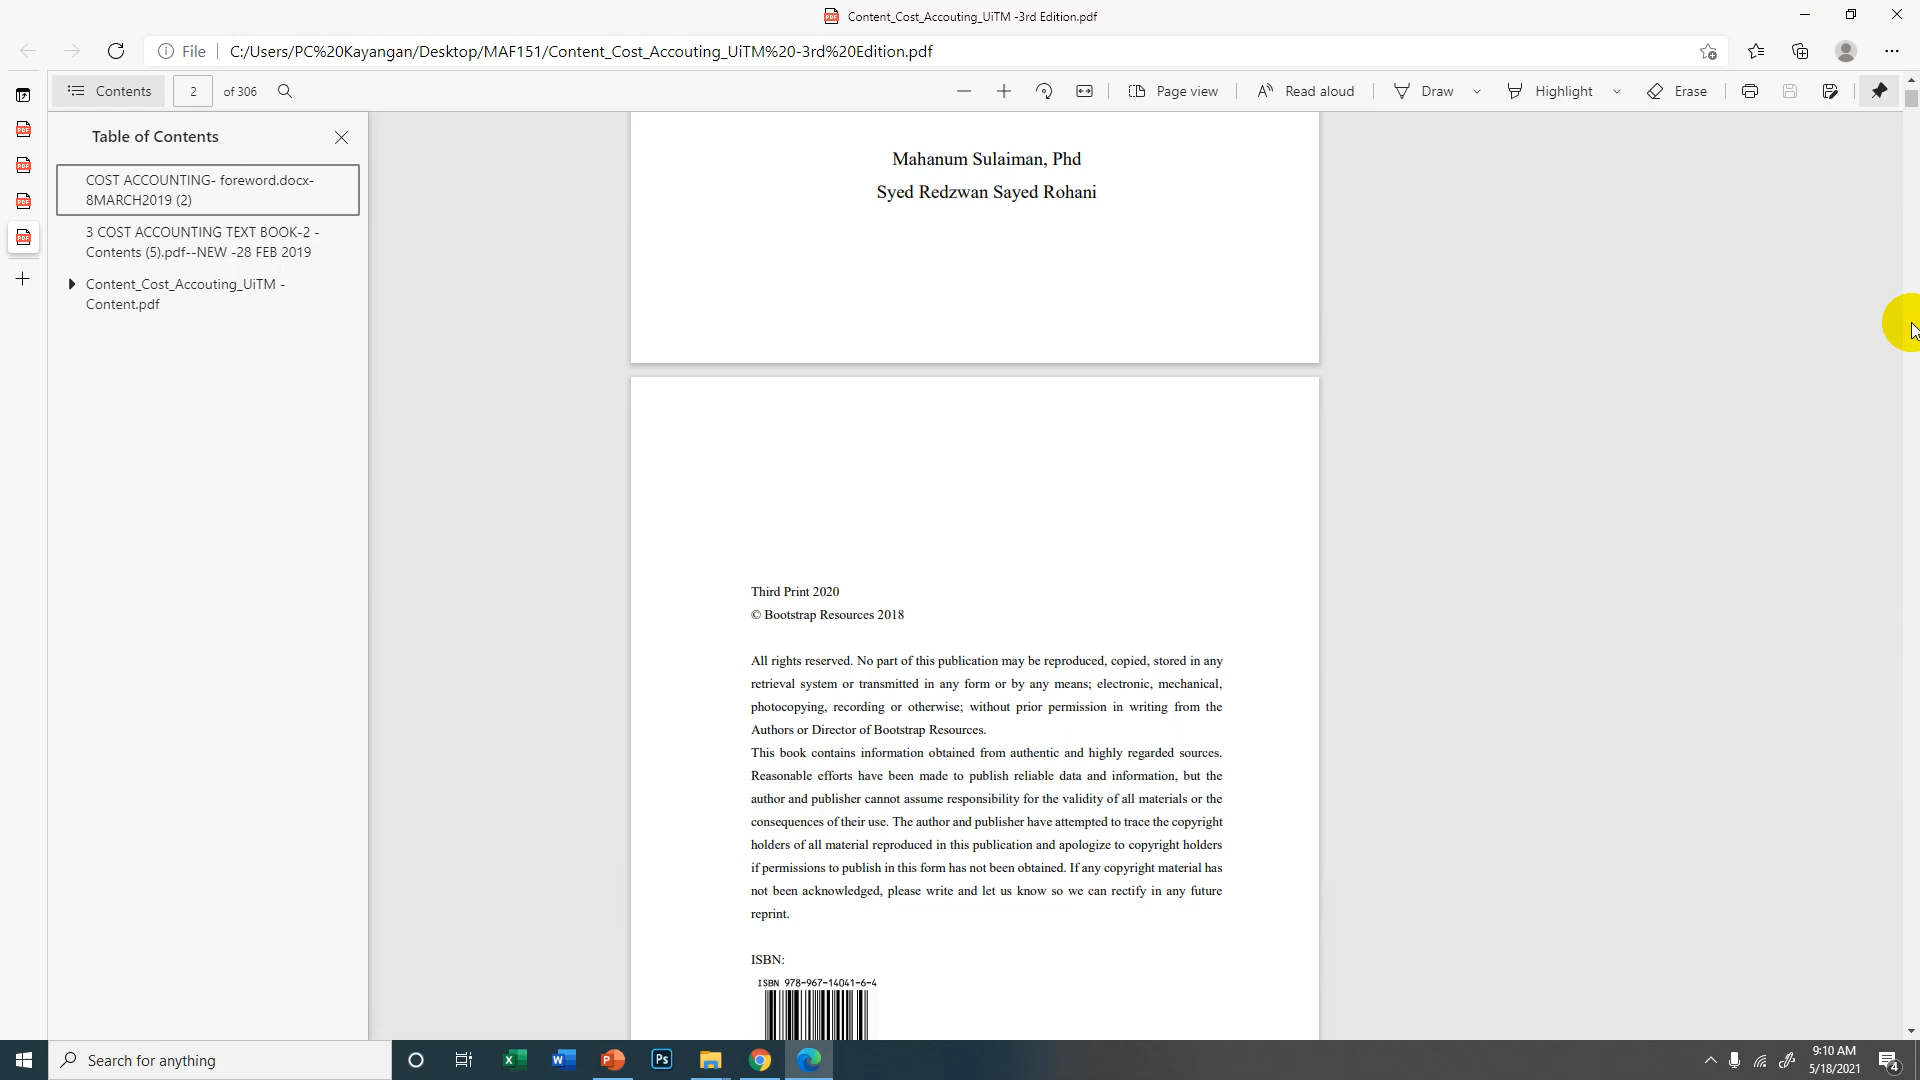 Content_Cost_Accouting_UiTM -3rd Edition.pdf
File C:/Users/PC%20Kayangan/Desktop/MAF151/Content_Cost_Accouting_UiTM%20-3rd%20Edition.pdf
Contents 2 of 306 Page view Read aloud Draw Highlight Erase
Table of Contents
COST ACCOUNTING- foreword.docx-
8MARCH2019 (2)
3 COST ACCOUNTING TEXT BOOK-2 -
Contents (5).pdf--NEW -28 FEB 2019
Content_Cost_Accouting_UiTM -
Content.pdf
Mahanum Sulaiman, Phd
Syed Redzwan Sayed Rohani
Third Print 2020
© Bootstrap Resources 2018
All rights reserved. No part of this publication may be reproduced, copied, stored in any
retrieval system or transmitted in any form or by any means; electronic, mechanical,
photocopying, recording or otherwise; without prior permission in writing from the
Authors or Director of Bootstrap Resources.
This book contains information obtained from authentic and highly regarded sources.
Reasonable efforts have been made to publish reliable data and information, but the
author and publisher cannot assume responsibility for the validity of all materials or the
consequences of their use. The author and publisher have attempted to trace the copyright
holders of all material reproduced in this publication and apologize to copyright holders
if permissions to publish in this form has not been obtained. If any copyright material has
not been acknowledged, please write and let us know so we can rectify in any future
reprint.
ISBN:
ISBN 978-967-14041-6-4
Search for anything
9:10 AM
5/18/2021
4